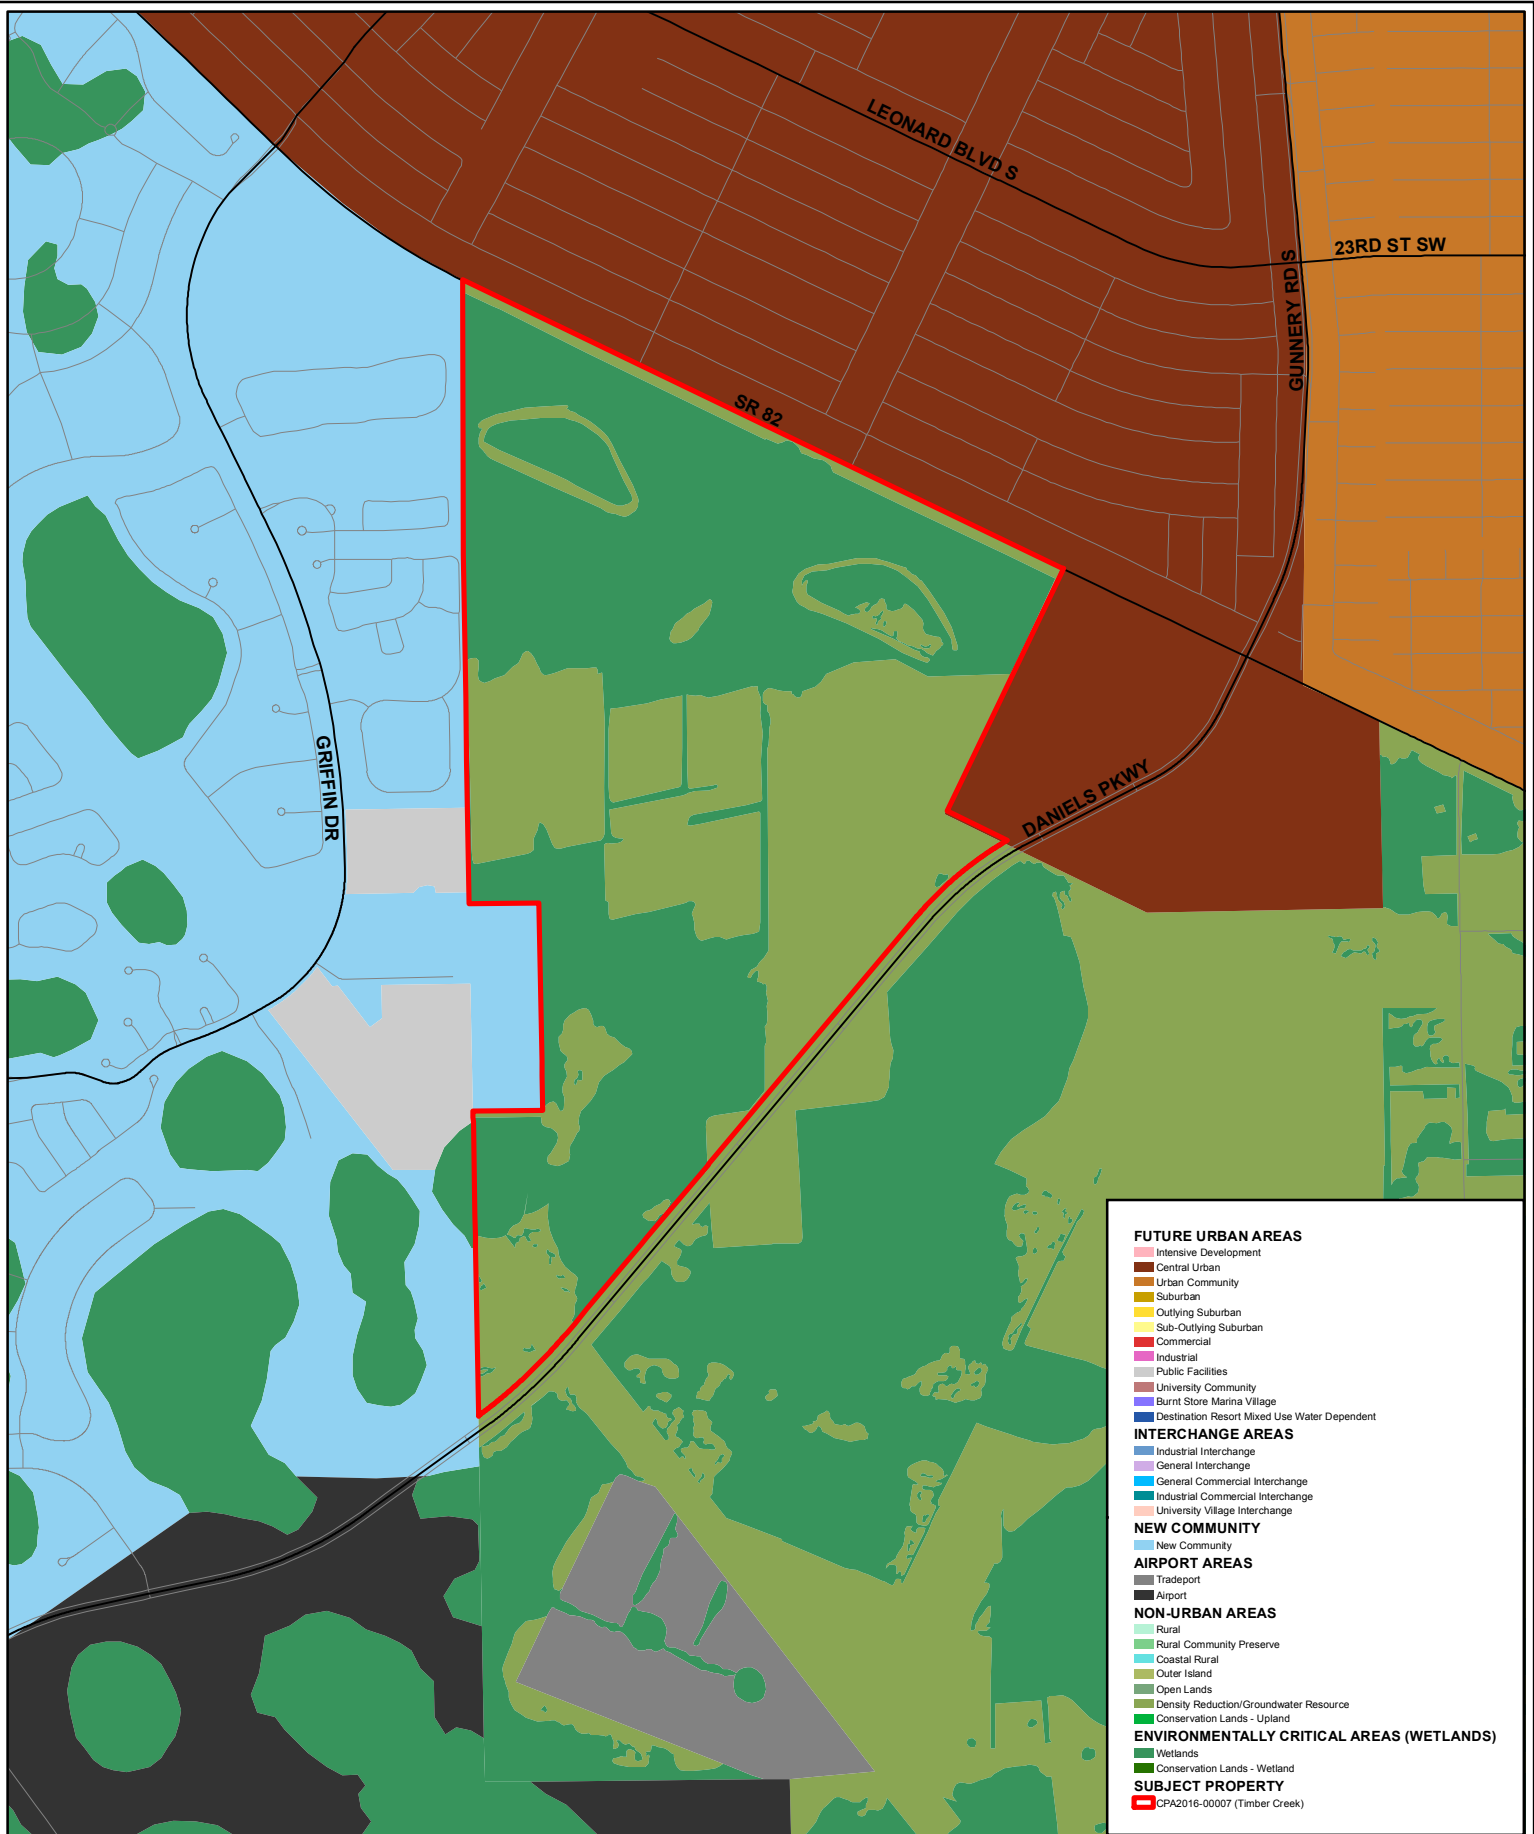 LEONARD BLVD S
23RD ST SW
GUNNERY RD S
SR 82
GRIFFIN DR
DANIELS PKWY
FUTURE URBAN AREAS
Intensive Development
Central Urban
Urban Community
Suburban
Outlying Suburban
Sub-Outlying Suburban
Commercial
Industrial
Public Facilities
University Community
Burnt Store Marina Village
Destination Resort Mixed Use Water Dependent
INTERCHANGE AREAS
Industrial Interchange
General Interchange
General Commercial Interchange
Industrial Commercial Interchange
University Village Interchange
NEW COMMUNITY
New Community
AIRPORT AREAS
Tradeport
Airport
NON-URBAN AREAS
Rural
Rural Community Preserve
Coastal Rural
Outer Island
Open Lands
Density Reduction/Groundwater Resource
Conservation Lands - Upland
ENVIRONMENTALLY CRITICAL AREAS (WETLANDS)
Wetlands
Conservation Lands - Wetland
SUBJECT PROPERTY
CPA2016-00007 (Timber Creek)